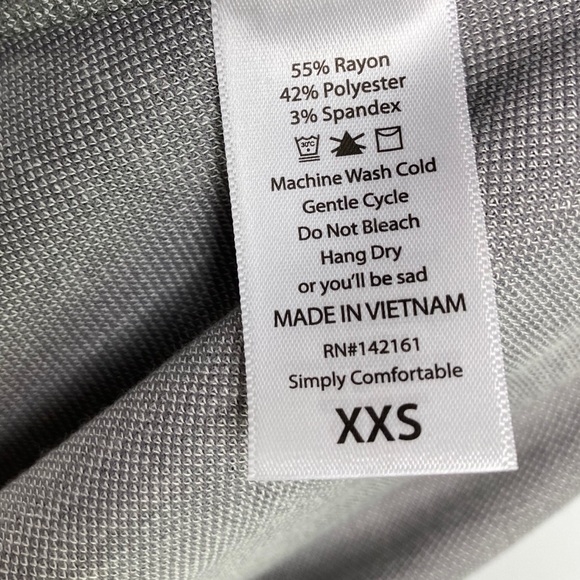 55% Rayon
42% Polyester
3% Spandex
30°C
Machine Wash Cold
Gentle Cycle
Do Not Bleach
Hang Dry
or you'll be sad
MADE IN VIETNAM
RN#142161
Simply Comfortable
XXS